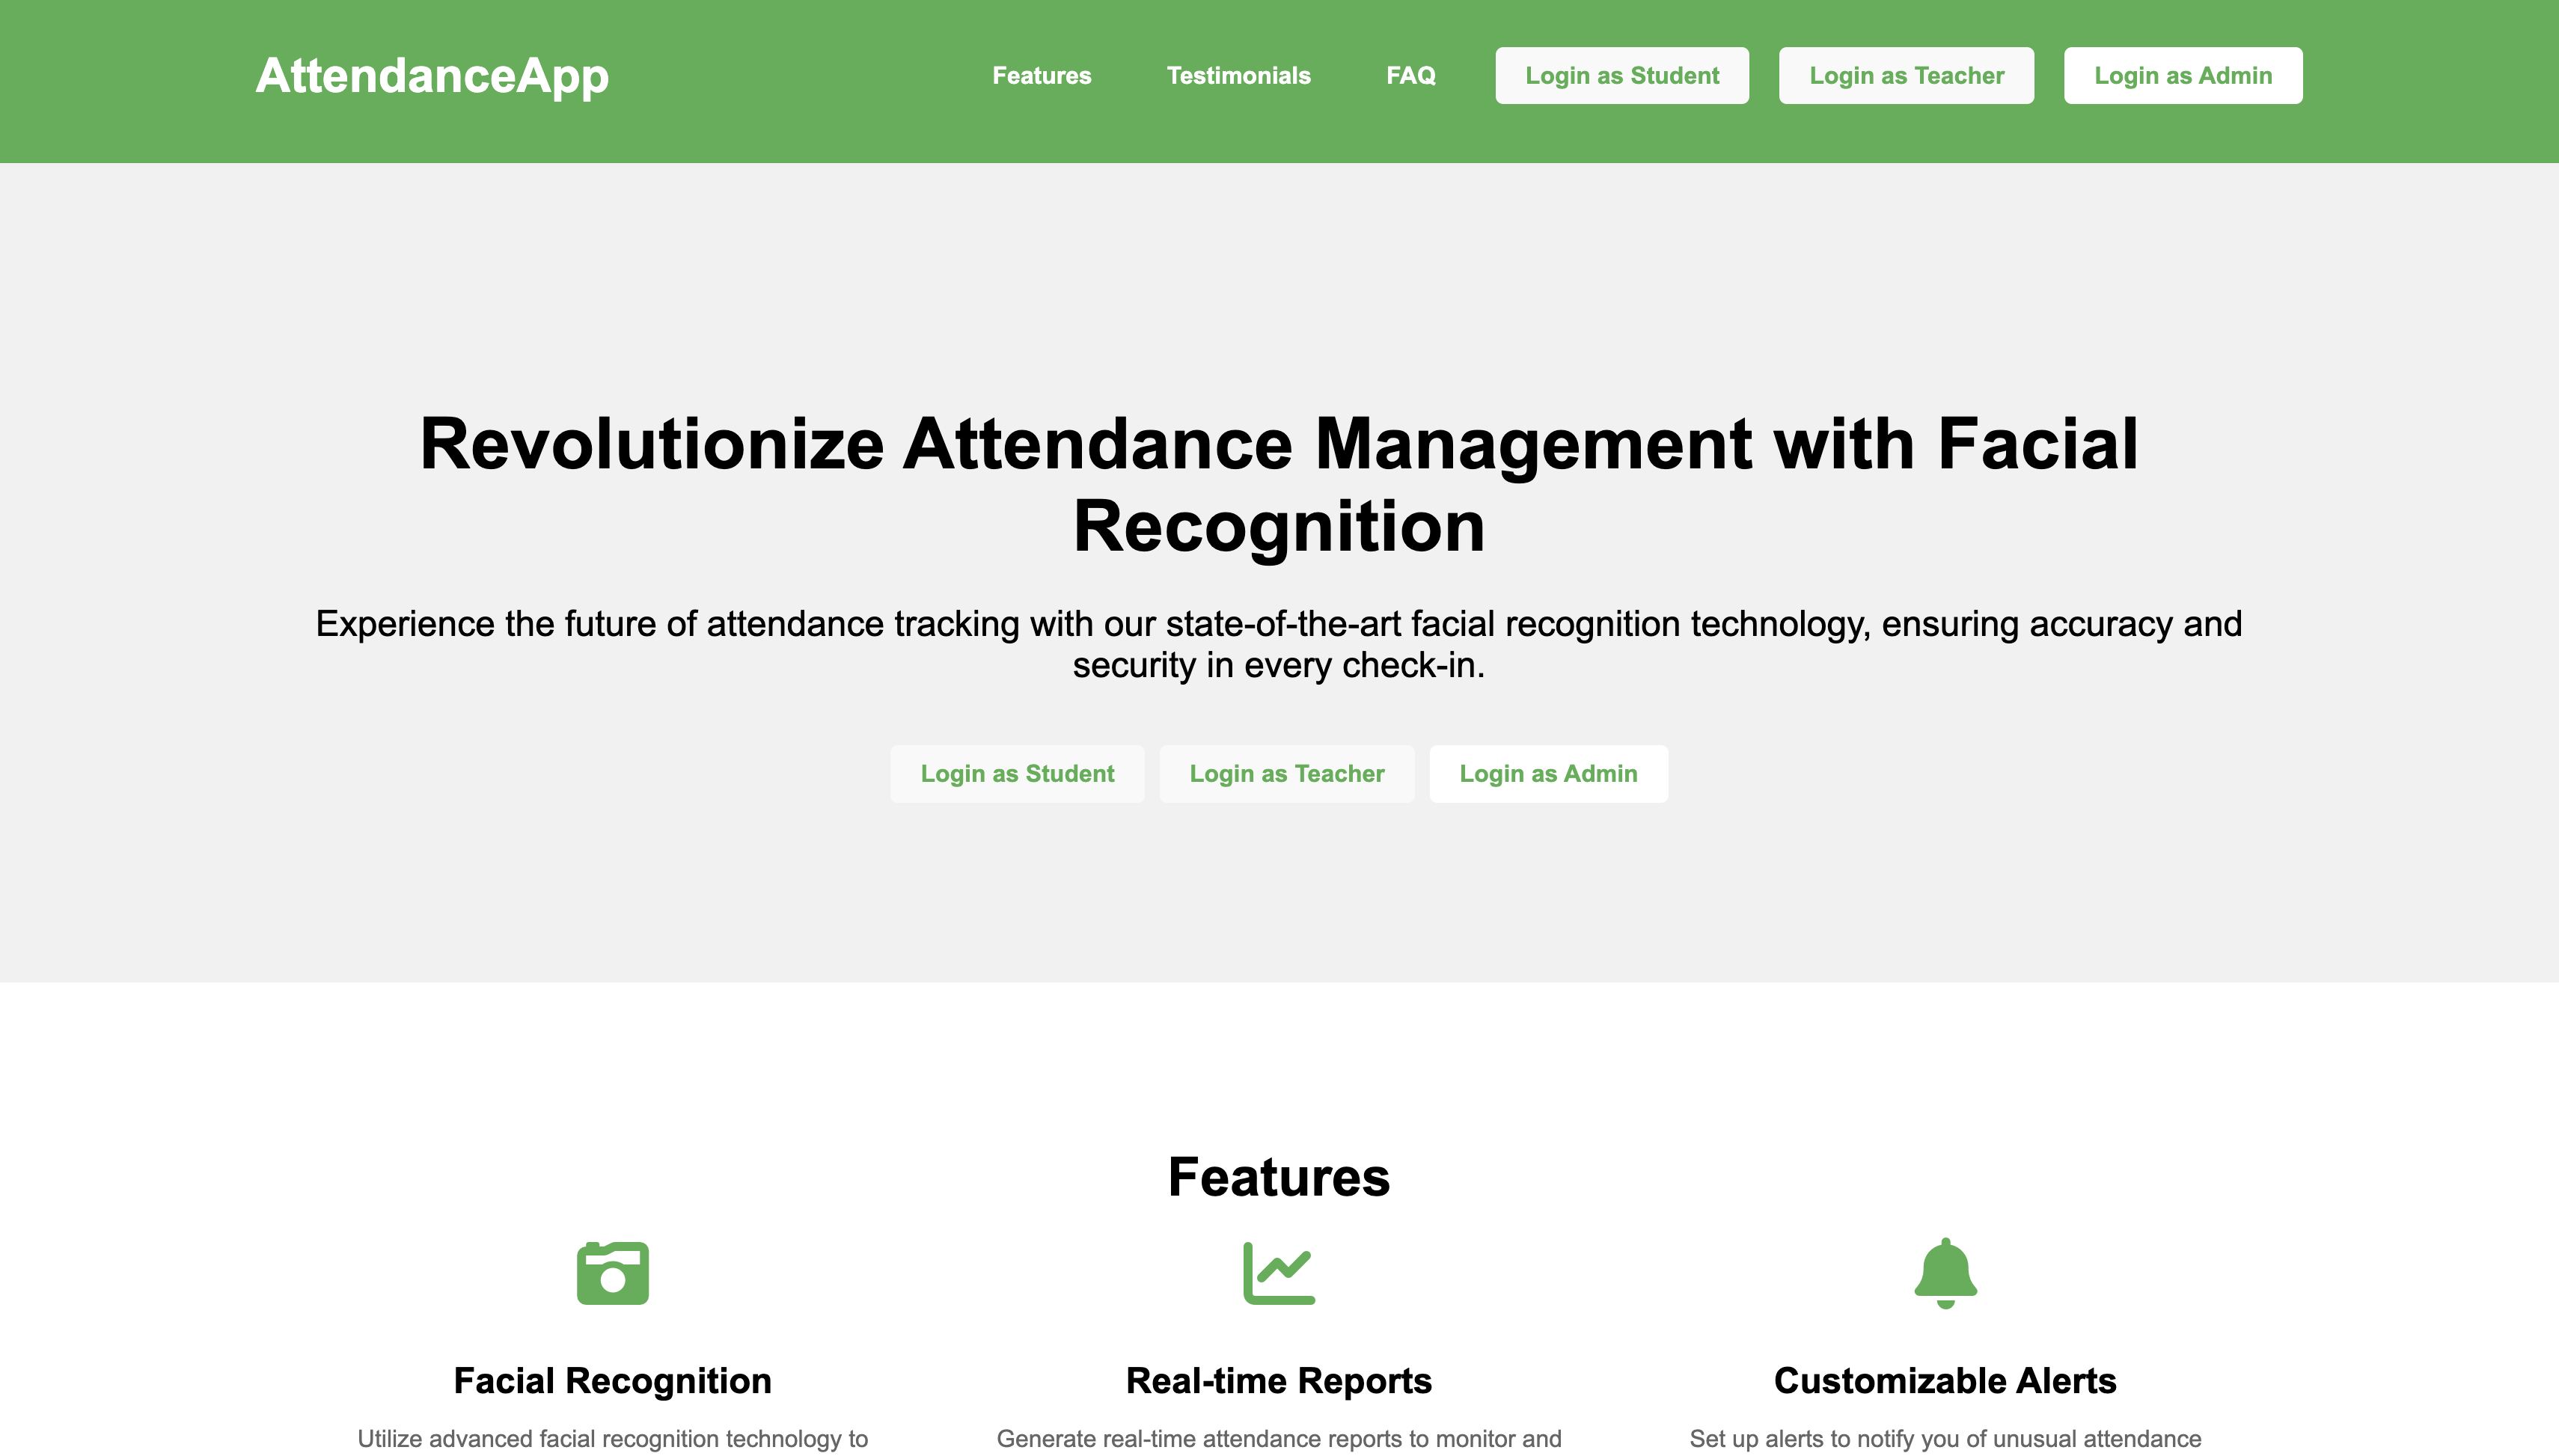 AttendanceApp
Features
Testimonials
FAQ
Login as Student
Login as Teacher
Login as Admin
Revolutionize Attendance Management with Facial
Recognition
Experience the future of attendance tracking with our state-of-the-art facial recognition technology, ensuring accuracy and
security in every check-in.
Login as Student
Login as Teacher
Login as Admin
Features
Facial Recognition
Utilize advanced facial recognition technology to
Real-time Reports
Generate real-time attendance reports to monitor and
Customizable Alerts
Set up alerts to notify you of unusual attendance